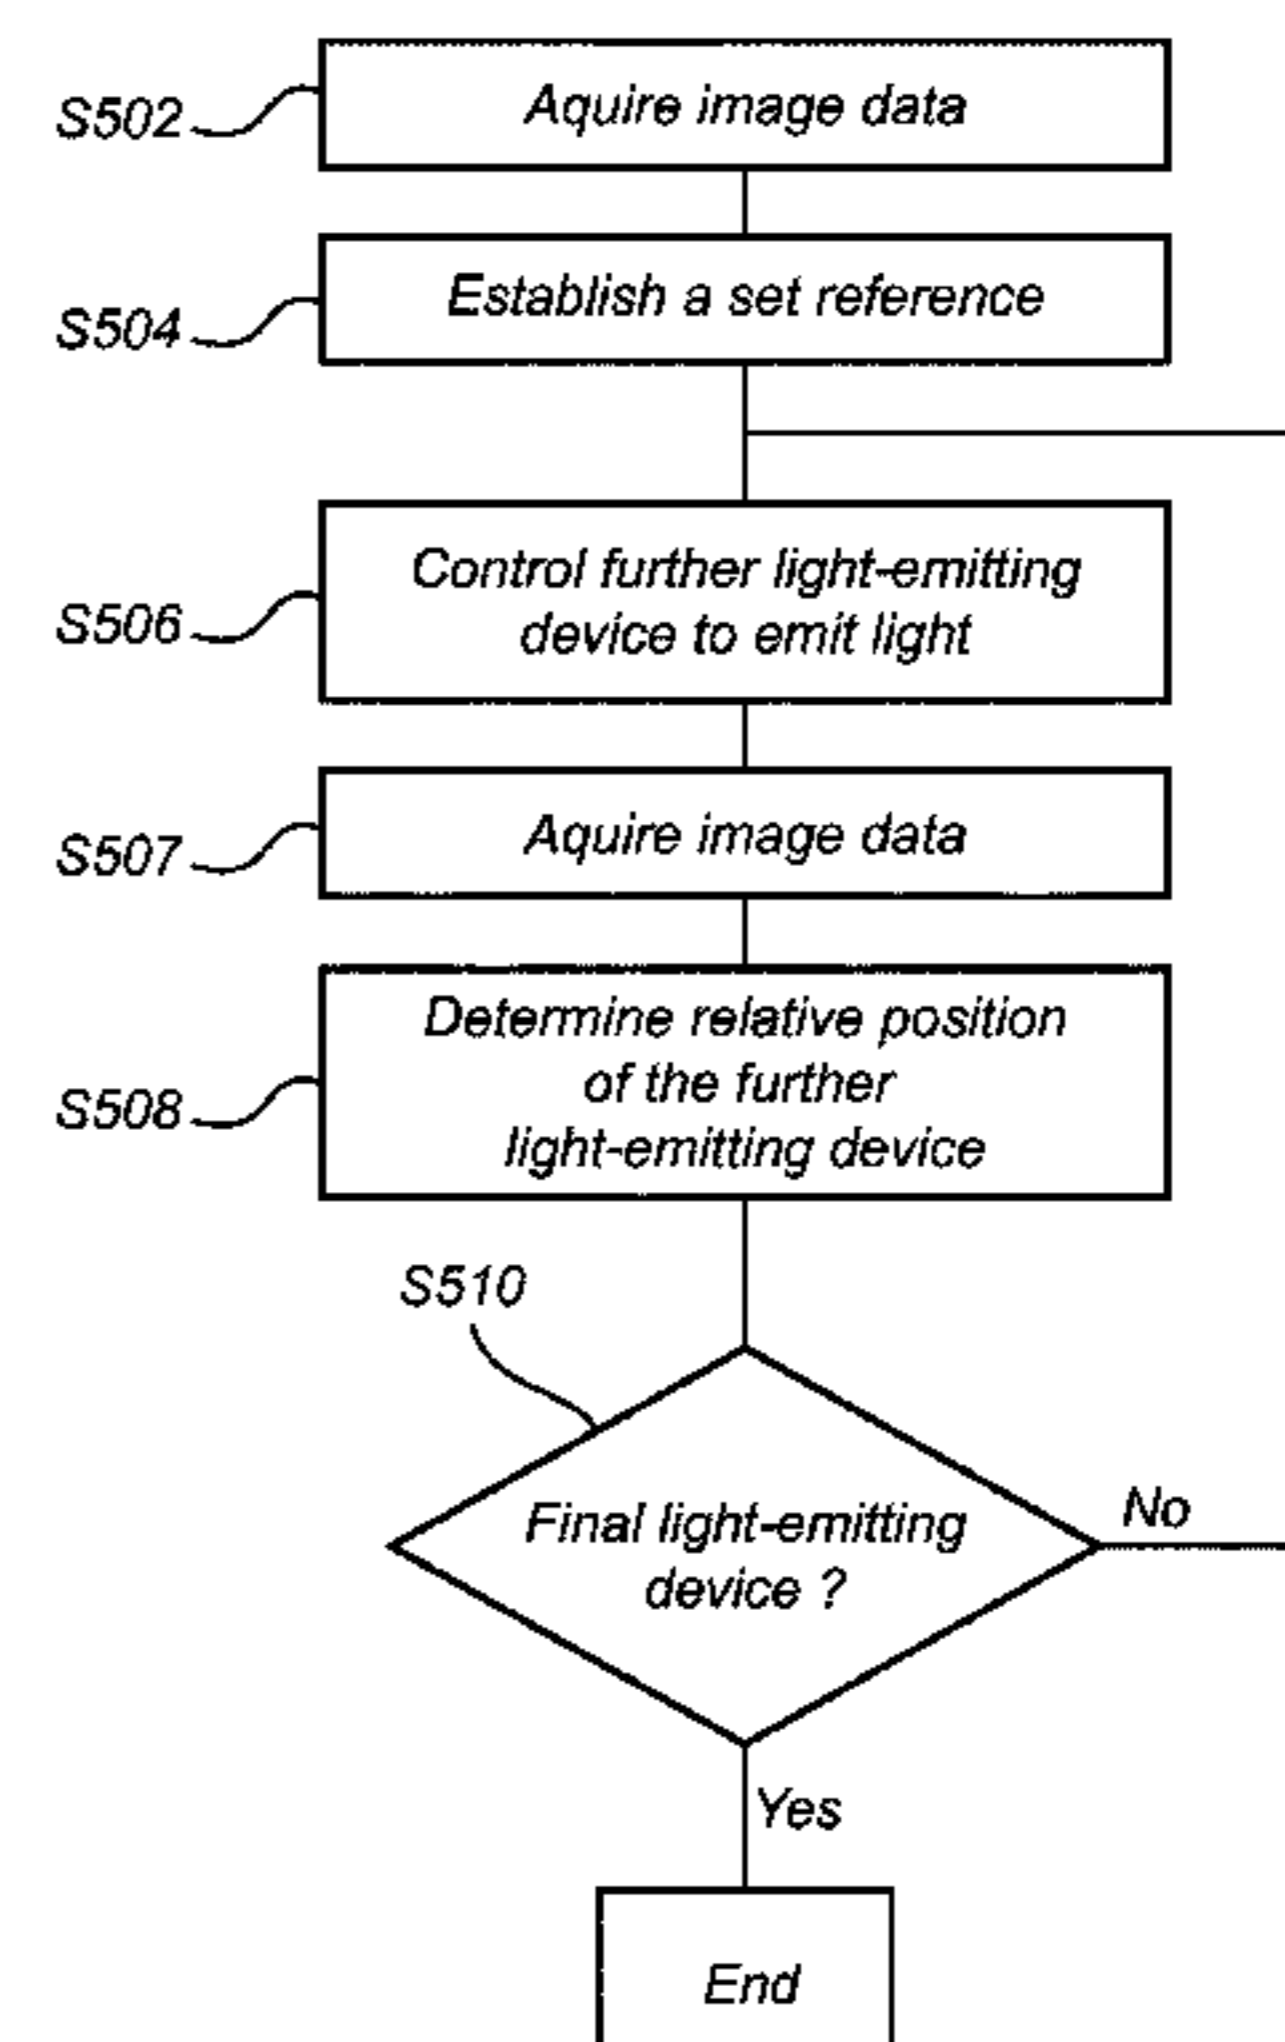 S502
Aquire image data
S504
Establish a set reference
S506
Control further light-emitting
device to emit light
S507
Aquire image data
S508
Determine relative position
of the further
light-emitting device
S510
Final light-emitting
device ?
No
Yes
End